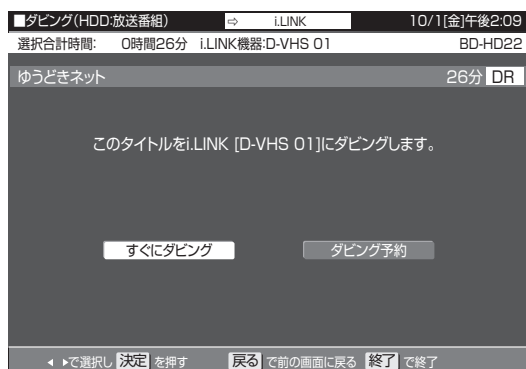 ■ダビング(HDD:放送番組) ⇨ i.LINK 10/1[金]午後2:09
選択合計時間: 0時間26分 i.LINK機器:D-VHS 01 BD-HD22
ゆうどきネット 26分 DR
このタイトルをi.LINK [D-VHS 01]にダビングします。
すぐにダビング ダビング予約
◀ ▶で選択し 決定 を押す 戻る で前の画面に戻る 終了 で終了